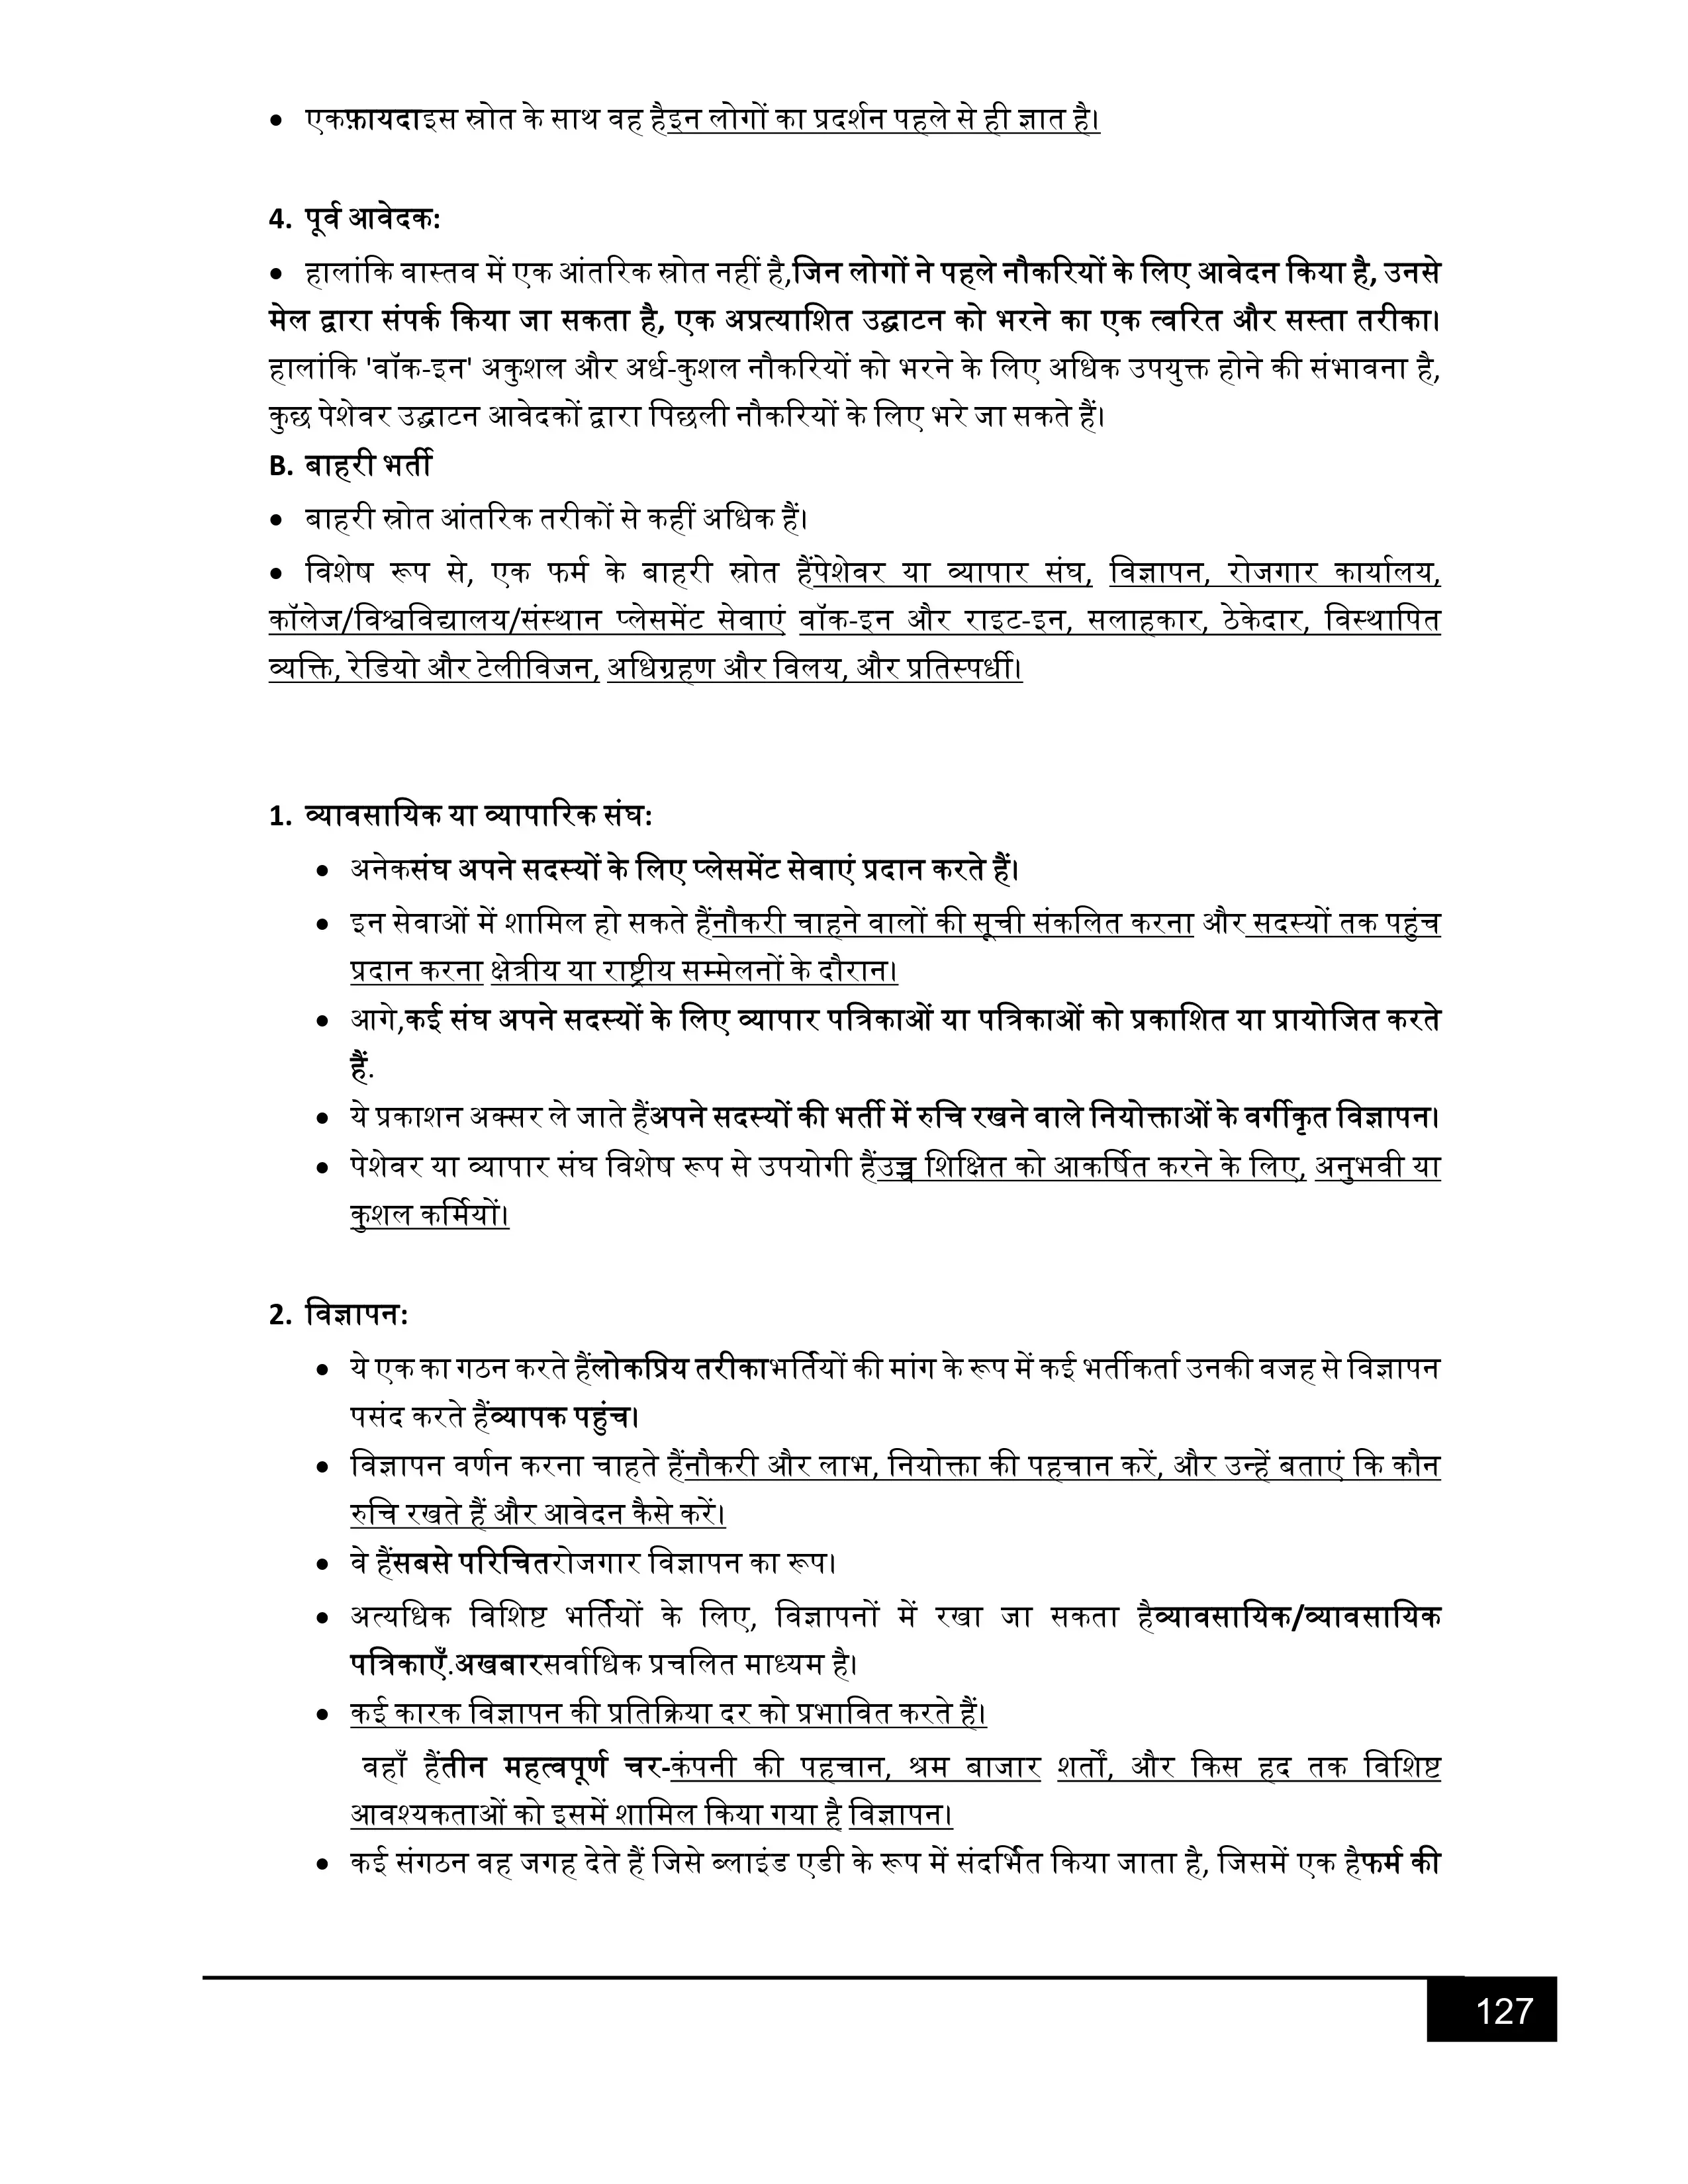 • एकफ़ायदाइस स्रोत के साथ वह हैइन लोगों का प्रदर्शन पहले से ही ज्ञात है।
4. पूर्व आवेदक:
• हालांकि वास्तव में एक आंतरिक स्रोत नहीं है,जिन लोगों ने पहले नौकरियों के लिए आवेदन किया है, उनसे
मेल द्वारा संपर्क किया जा सकता है, एक अप्रत्याशित उद्घाटन को भरने का एक त्वरित और सस्ता तरीका।
हालांकि 'वॉक-इन' अकुशल और अर्ध-कुशल नौकरियों को भरने के लिए अधिक उपयुक्त होने की संभावना है,
कुछ पेशेवर उद्घाटन आवेदकों द्वारा पिछली नौकरियों के लिए भरे जा सकते हैं।
B. बाहरी भर्ती
• बाहरी स्रोत आंतरिक तरीकों से कहीं अधिक हैं।
• विशेष रूप से, एक फर्म के बाहरी स्रोत हैंपेशेवर या व्यापार संघ, विज्ञापन, रोजगार कार्यालय,
कॉलेज/विश्वविद्यालय/संस्थान प्लेसमेंट सेवाएं वॉक-इन और राइट-इन, सलाहकार, ठेकेदार, विस्थापित
व्यक्ति, रेडियो और टेलीविजन, अधिग्रहण और विलय, और प्रतिस्पर्धी।
1. व्यावसायिक या व्यापारिक संघ:
• अनेकसंघ अपने सदस्यों के लिए प्लेसमेंट सेवाएं प्रदान करते हैं।
• इन सेवाओं में शामिल हो सकते हैंनौकरी चाहने वालों की सूची संकलित करना और सदस्यों तक पहुंच
प्रदान करना क्षेत्रीय या राष्ट्रीय सम्मेलनों के दौरान।
• आगे,कई संघ अपने सदस्यों के लिए व्यापार पत्रिकाओं या पत्रिकाओं को प्रकाशित या प्रायोजित करते
हैं.
• ये प्रकाशन अक्सर ले जाते हैंअपने सदस्यों की भर्ती में रुचि रखने वाले नियोक्ताओं के वर्गीकृत विज्ञापन।
• पेशेवर या व्यापार संघ विशेष रूप से उपयोगी हैंउच्च शिक्षित को आकर्षित करने के लिए, अनुभवी या
कुशल कर्मियों।
2. विज्ञापन:
• ये एक का गठन करते हैंलोकप्रिय तरीकाभर्तियों की मांग के रूप में कई भर्तीकर्ता उनकी वजह से विज्ञापन
पसंद करते हैंव्यापक पहुंच।
• विज्ञापन वर्णन करना चाहते हैंनौकरी और लाभ, नियोक्ता की पहचान करें, और उन्हें बताएं कि कौन
रुचि रखते हैं और आवेदन कैसे करें।
• वे हैंसबसे परिचितरोजगार विज्ञापन का रूप।
• अत्यधिक विशिष्ट भर्तियों के लिए, विज्ञापनों में रखा जा सकता हैव्यावसायिक/व्यावसायिक
पत्रिकाएँ.अखबारसर्वाधिक प्रचलित माध्यम है।
• कई कारक विज्ञापन की प्रतिक्रिया दर को प्रभावित करते हैं।
वहाँ हैंतीन महत्वपूर्ण चर-कंपनी की पहचान, श्रम बाजार शर्तों, और किस हद तक विशिष्ट
आवश्यकताओं को इसमें शामिल किया गया है विज्ञापन।
• कई संगठन वह जगह देते हैं जिसे ब्लाइंड एडी के रूप में संदर्भित किया जाता है, जिसमें एक हैफर्म की
127